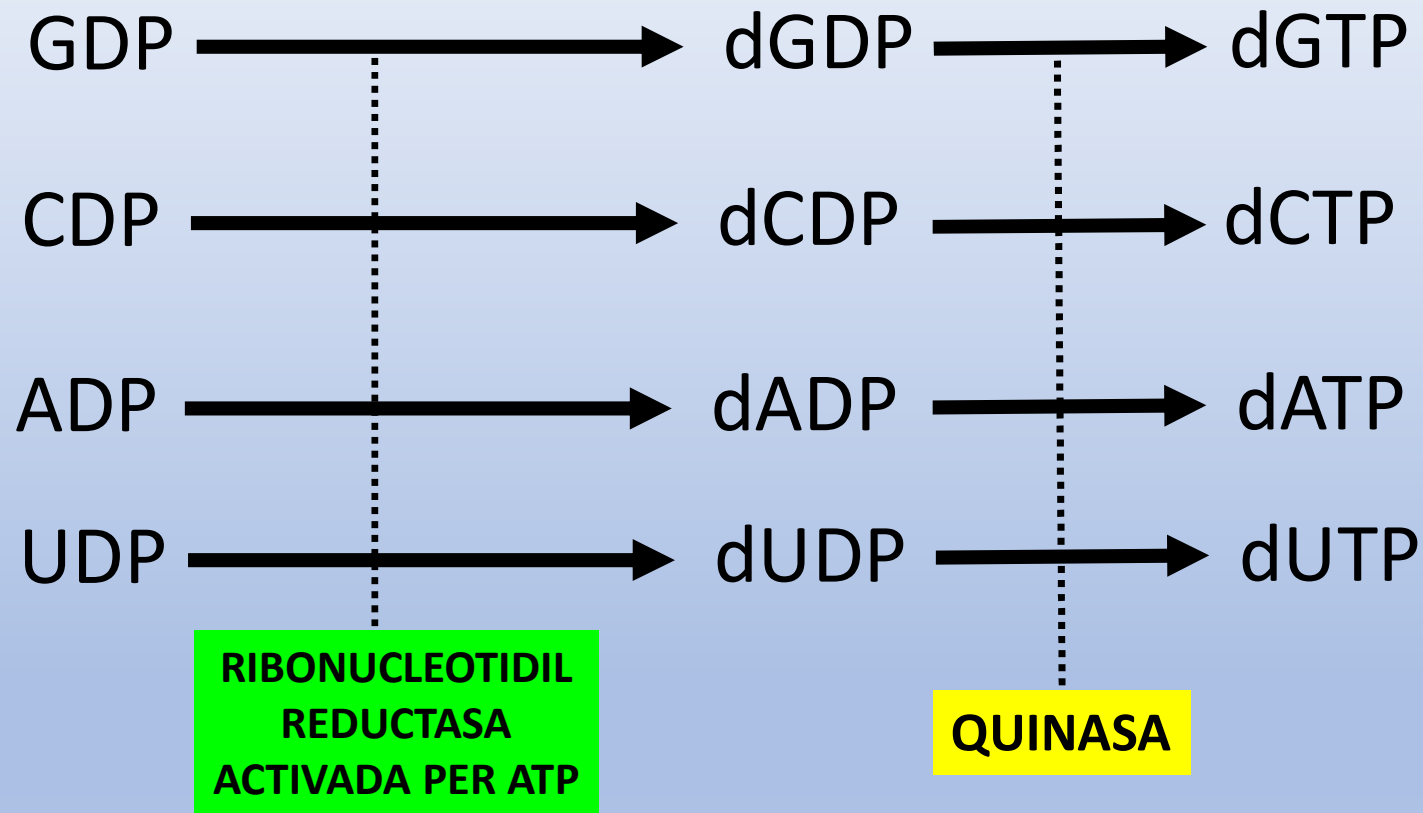 GDP dGDP dGTP
CDP dCDP dCTP
ADP dADP dATP
UDP dUDP dUTP
RIBONUCLEOTIDIL
REDUCTASA
ACTIVADA PER ATP
QUINASA